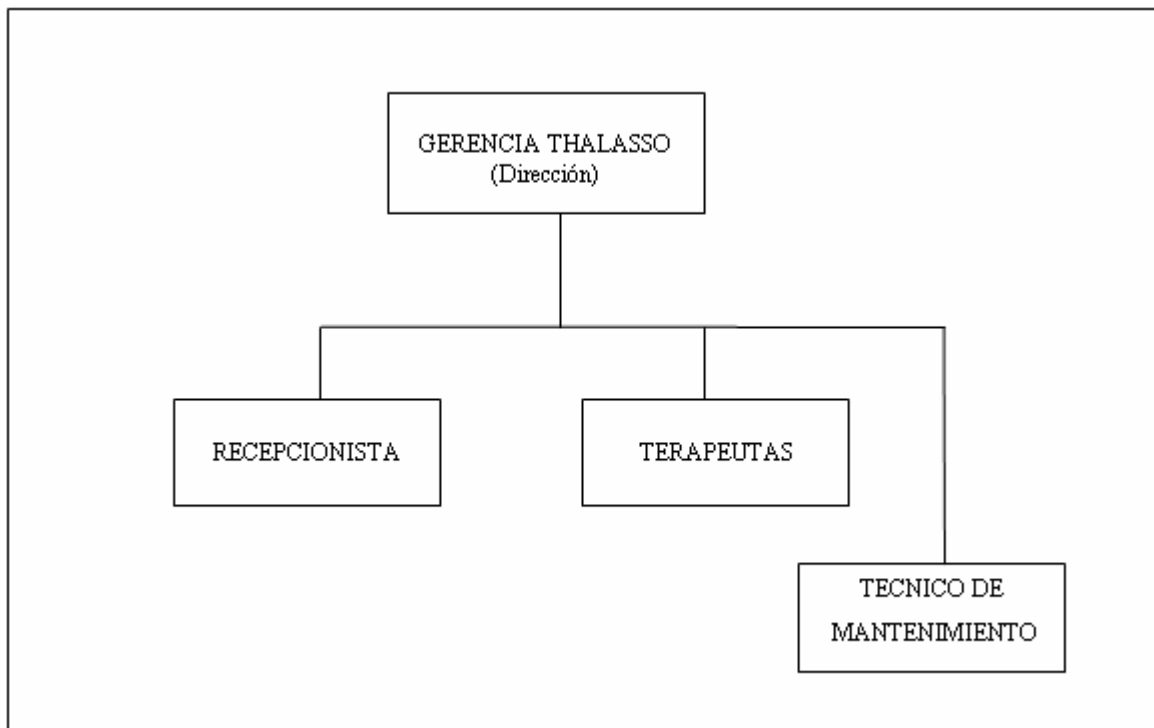 GERENCIA THALASSO
(Dirección)
RECEPCIONISTA
TERAPEUTAS
TECNICO DE
MANTENIMIENTO